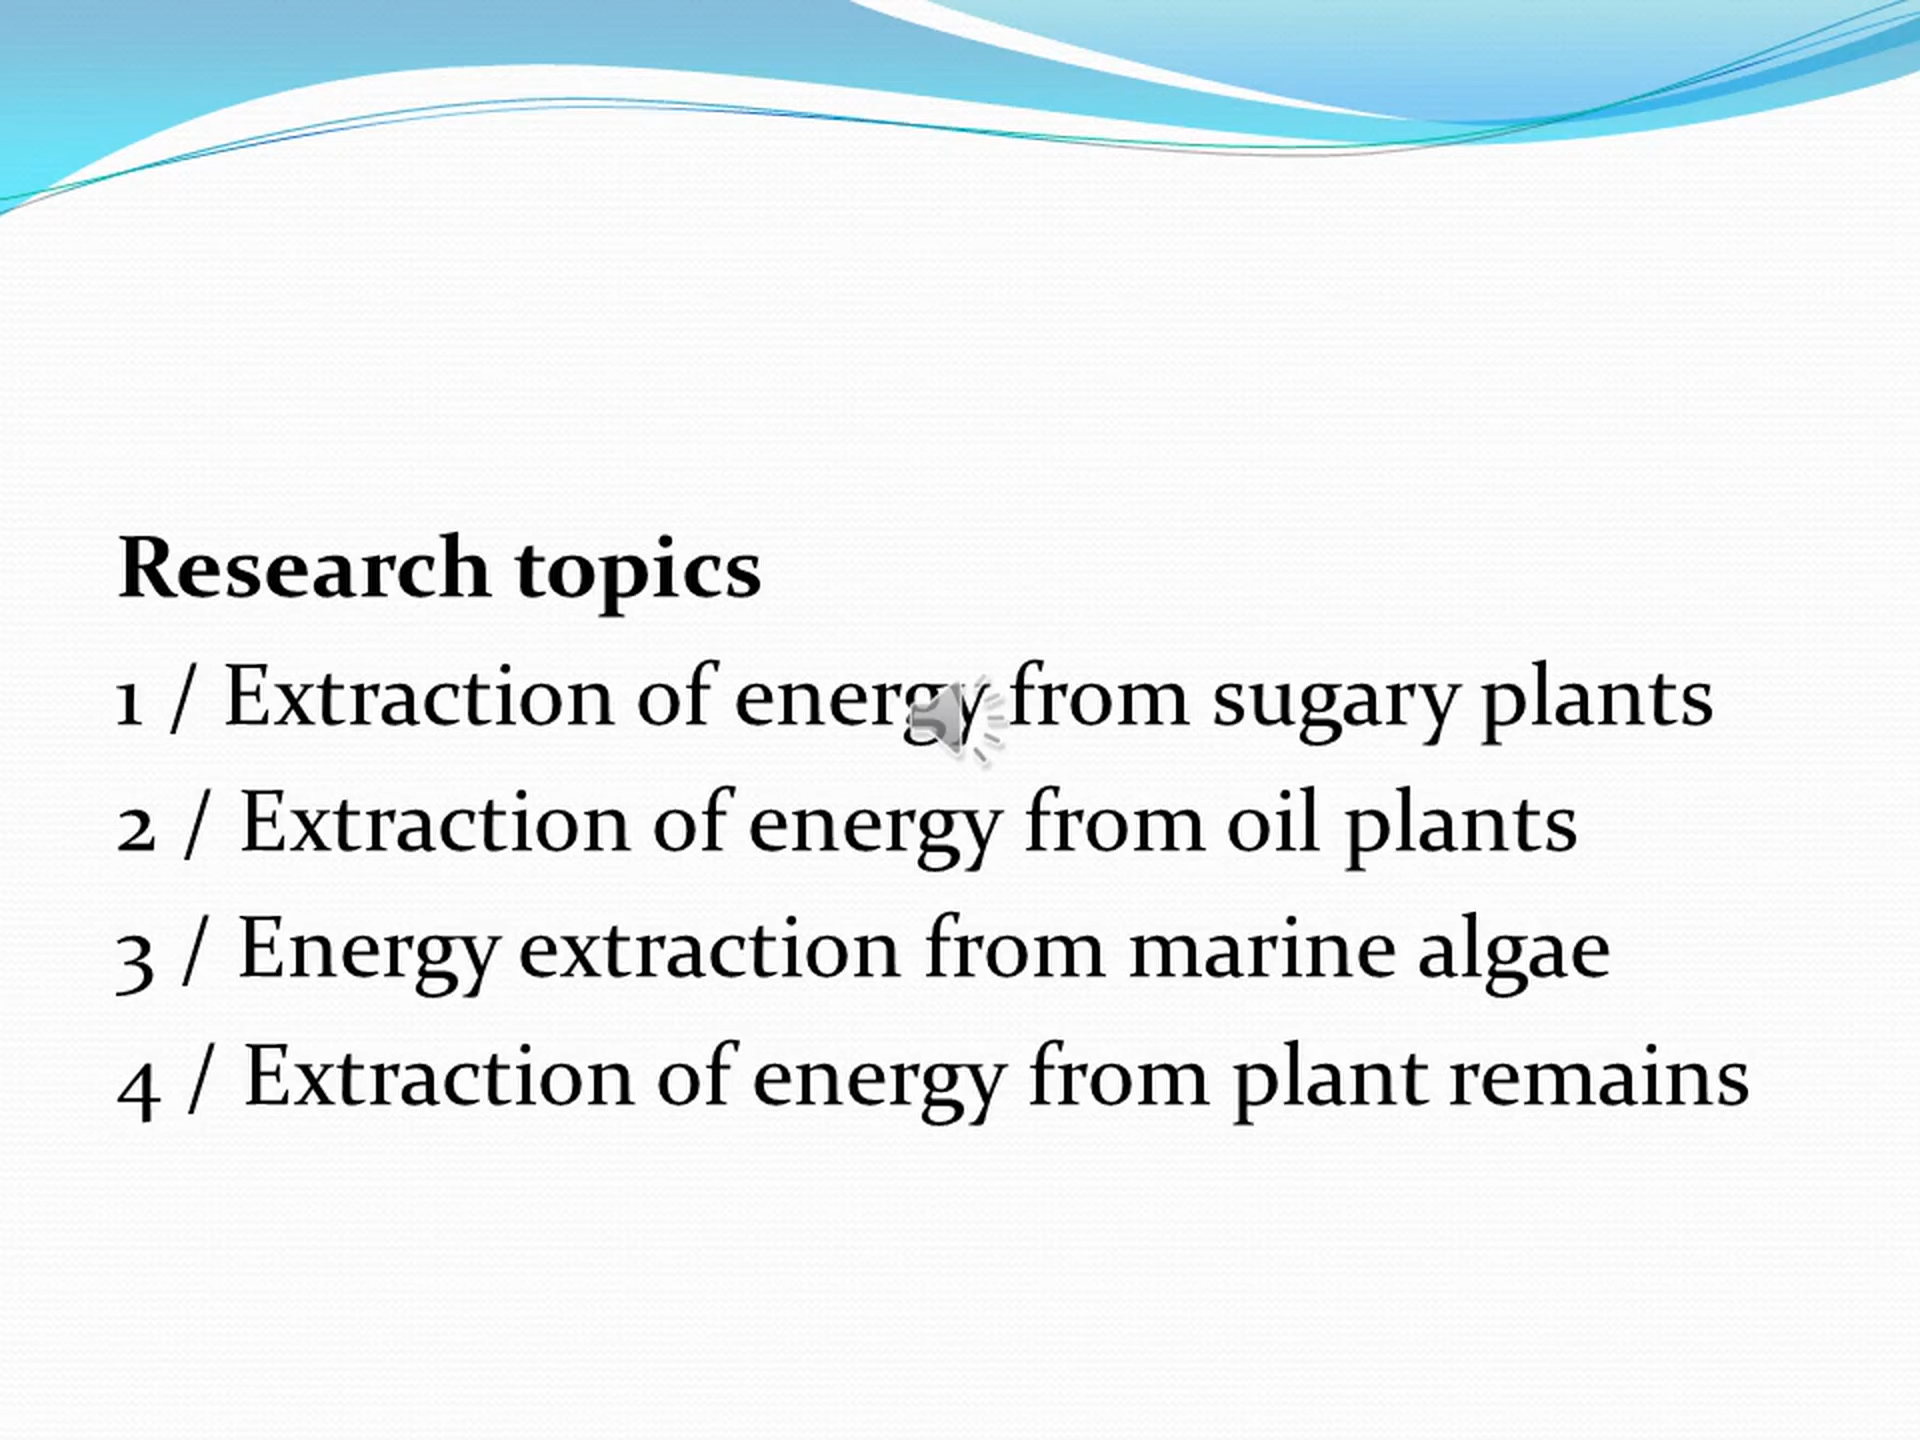 Research topics
1 / Extraction of energy from sugary plants
2 / Extraction of energy from oil plants
3 / Energy extraction from marine algae
4 / Extraction of energy from plant remains